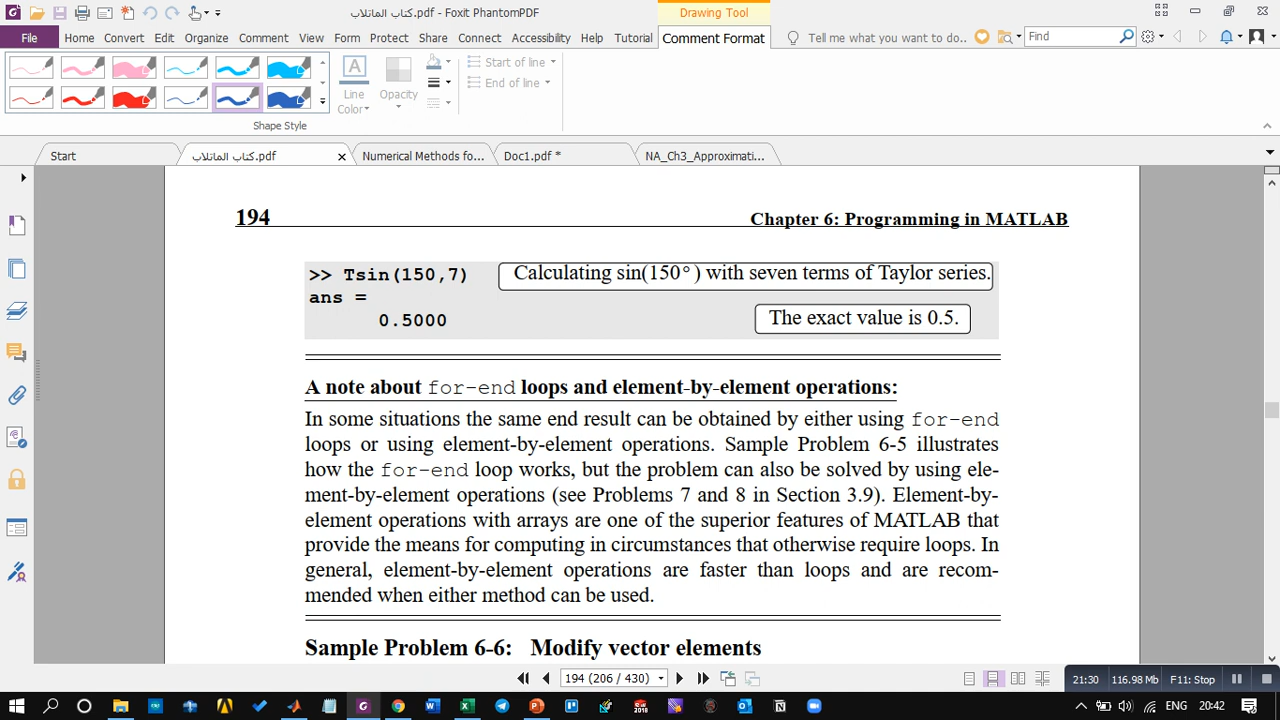 كتاب الماتلاب.pdf - Foxit PhantomPDF
Drawing Tool
File Home Convert Edit Organize Comment View Form Protect Share Connect Accessibility Help Tutorial Comment Format Tell me what you want to do.. Find
Line Color
Opacity
Start of line
End of line
Shape Style
Start
كتاب الماتلاب.pdf
Numerical Methods fo...
Doc1.pdf *
NA_Ch3_Approximati...
194 Chapter 6: Programming in MATLAB
>> Tsin(150,7) Calculating sin(150°) with seven terms of Taylor series.
ans =
0.5000 The exact value is 0.5.
A note about for-end loops and element-by-element operations:
In some situations the same end result can be obtained by either using for-end
loops or using element-by-element operations. Sample Problem 6-5 illustrates
how the for-end loop works, but the problem can also be solved by using ele-
ment-by-element operations (see Problems 7 and 8 in Section 3.9). Element-by-
element operations with arrays are one of the superior features of MATLAB that
provide the means for computing in circumstances that otherwise require loops. In
general, element-by-element operations are faster than loops and are recom-
mended when either method can be used.
Sample Problem 6-6: Modify vector elements
194 (206 / 430)
21:30 116.98 Mb F11: Stop
ENG 20:42